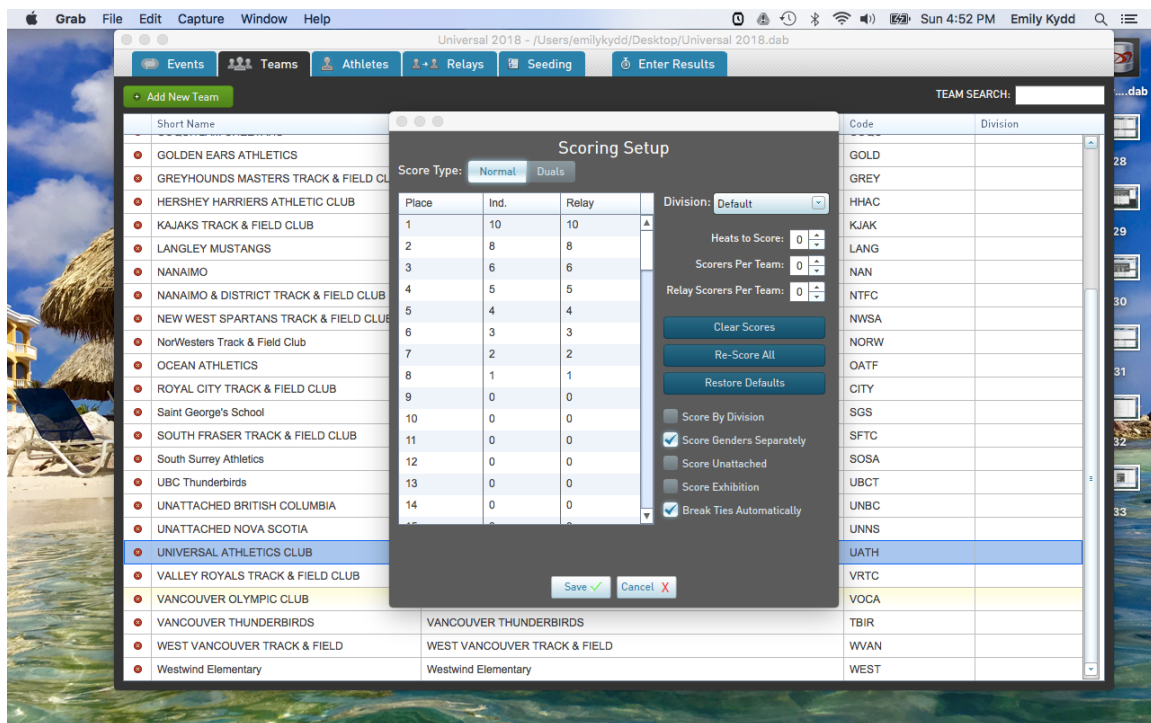 Grab File Edit Capture Window Help Sun 4:52 PM Emily Kydd
Universal 2018 - /Users/emilykydd/Desktop/Universal 2018.dab
Events Teams Athletes Relays Seeding Enter Results
Add New Team TEAM SEARCH:
....dab
Short Name Code Division
GOLDEN EARS ATHLETICS GOLD
GREYHOUNDS MASTERS TRACK & FIELD CL GREY
HERSHEY HARRIERS ATHLETIC CLUB HHAC
KAJAKS TRACK & FIELD CLUB KJAK
LANGLEY MUSTANGS LANG
NANAIMO NAN
NANAIMO & DISTRICT TRACK & FIELD CLUB NTFC
NEW WEST SPARTANS TRACK & FIELD CLUB NWSA
NorWesters Track & Field Club NORW
OCEAN ATHLETICS OATF
ROYAL CITY TRACK & FIELD CLUB CITY
Saint George's School SGS
SOUTH FRASER TRACK & FIELD CLUB SFTC
South Surrey Athletics SOSA
UBC Thunderbirds UBCT
UNATTACHED BRITISH COLUMBIA UNBC
UNATTACHED NOVA SCOTIA UNNS
UNIVERSAL ATHLETICS CLUB UATH
VALLEY ROYALS TRACK & FIELD CLUB VRTC
VANCOUVER OLYMPIC CLUB VOCA
VANCOUVER THUNDERBIRDS VANCOUVER THUNDERBIRDS TBIR
WEST VANCOUVER TRACK & FIELD WEST VANCOUVER TRACK & FIELD WVAN
Westwind Elementary Westwind Elementary WEST
Scoring Setup
Score Type: Normal Duals
Place Ind. Relay
1 10 10
2 8 8
3 6 6
4 5 5
5 4 4
6 3 3
7 2 2
8 1 1
9 0 0
10 0 0
11 0 0
12 0 0
13 0 0
14 0 0
Division: Default
Heats to Score: 0
Scorers Per Team: 0
Relay Scorers Per Team: 0
Clear Scores
Re-Score All
Restore Defaults
Score By Division
Score Genders Separately
Score Unattached
Score Exhibition
Break Ties Automatically
Save Cancel
28
29
30
31
32
33